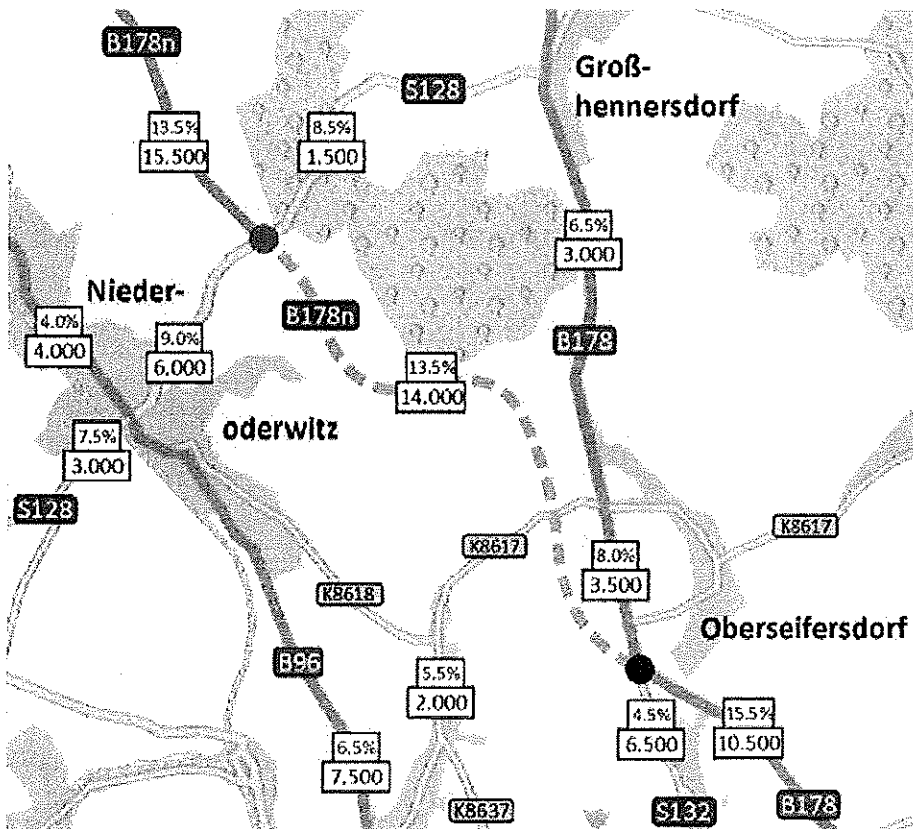 B178n
Groß-
hennersdorf
S128
13.5%
15.500
8.5%
1.500
6.5%
3.000
Nieder-
B178n
4.0%
4.000
9.0%
6.000
B178
13.5%
14.000
oderwitz
7.5%
3.000
S128
K8617
K8617
8.0%
3.500
K8618
Oberseifersdorf
B96
5.5%
2.000
4.5%
6.500
15.5%
10.500
6.5%
7.500
K8637
S132
B178